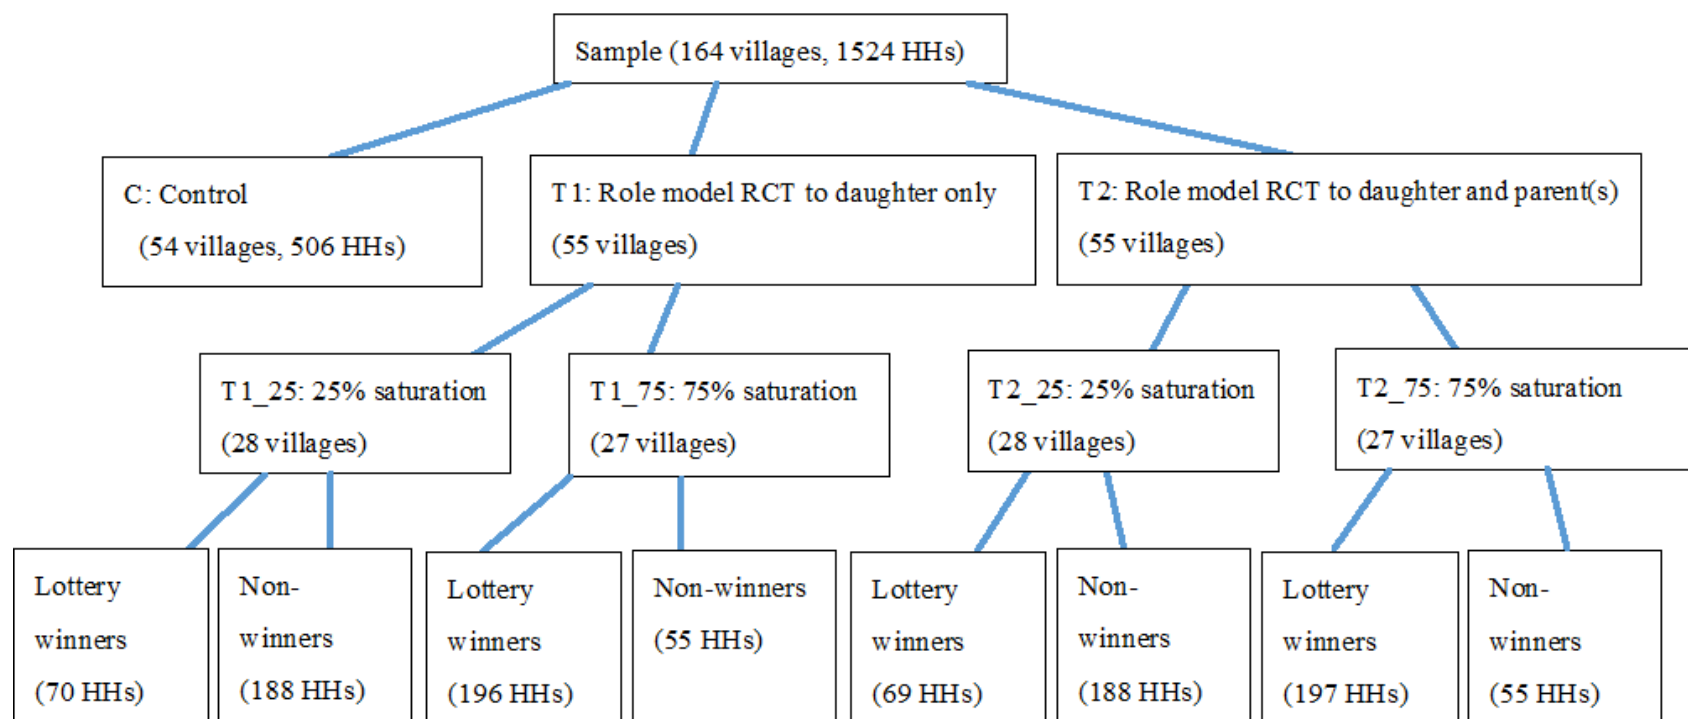 Sample (164 villages, 1524 HHs)
C: Control
(54 villages, 506 HHs)
T1: Role model RCT to daughter only
(55 villages)
T2: Role model RCT to daughter and parent(s)
(55 villages)
T1_25: 25% saturation
(28 villages)
T1_75: 75% saturation
(27 villages)
T2_25: 25% saturation
(28 villages)
T2_75: 75% saturation
(27 villages)
Lottery
winners
(70 HHs)
Non-
winners
(188 HHs)
Lottery
winners
(196 HHs)
Non-winners
(55 HHs)
Lottery
winners
(69 HHs)
Non-
winners
(188 HHs)
Lottery
winners
(197 HHs)
Non-
winners
(55 HHs)